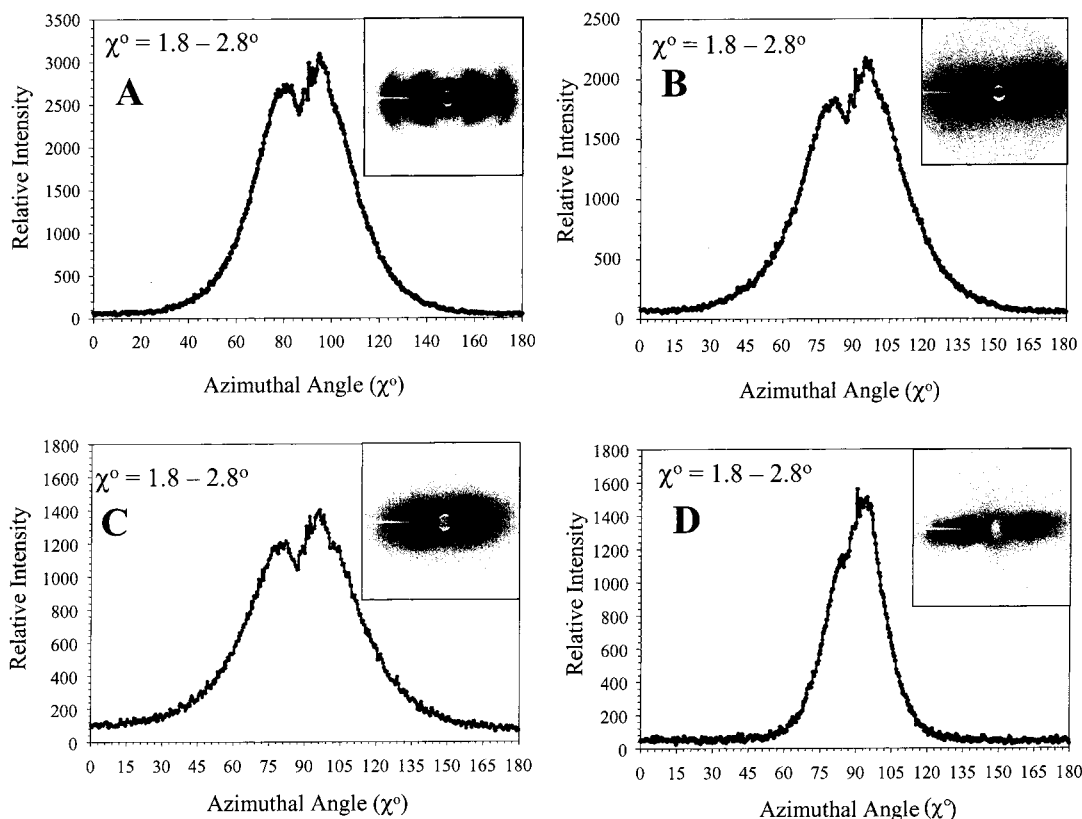 χ° = 1.8 – 2.8°
A
3500
3000
2500
2000
1500
1000
500
0
Relative Intensity
0 20 40 60 80 100 120 140 160 180
Azimuthal Angle (χ°)
χ° = 1.8 – 2.8°
B
2500
2000
1500
1000
500
0
Relative Intensity
0 15 30 45 60 75 90 105 120 135 150 165 180
Azimuthal Angle (χ°)
χ° = 1.8 – 2.8°
C
1800
1600
1400
1200
1000
800
600
400
200
0
Relative Intensity
0 15 30 45 60 75 90 105 120 135 150 165 180
Azimuthal Angle (χ°)
χ° = 1.8 – 2.8°
D
1800
1600
1400
1200
1000
800
600
400
200
0
Relative Intensity
0 15 30 45 60 75 90 105 120 135 150 165 180
Azimuthal Angle (χ°)